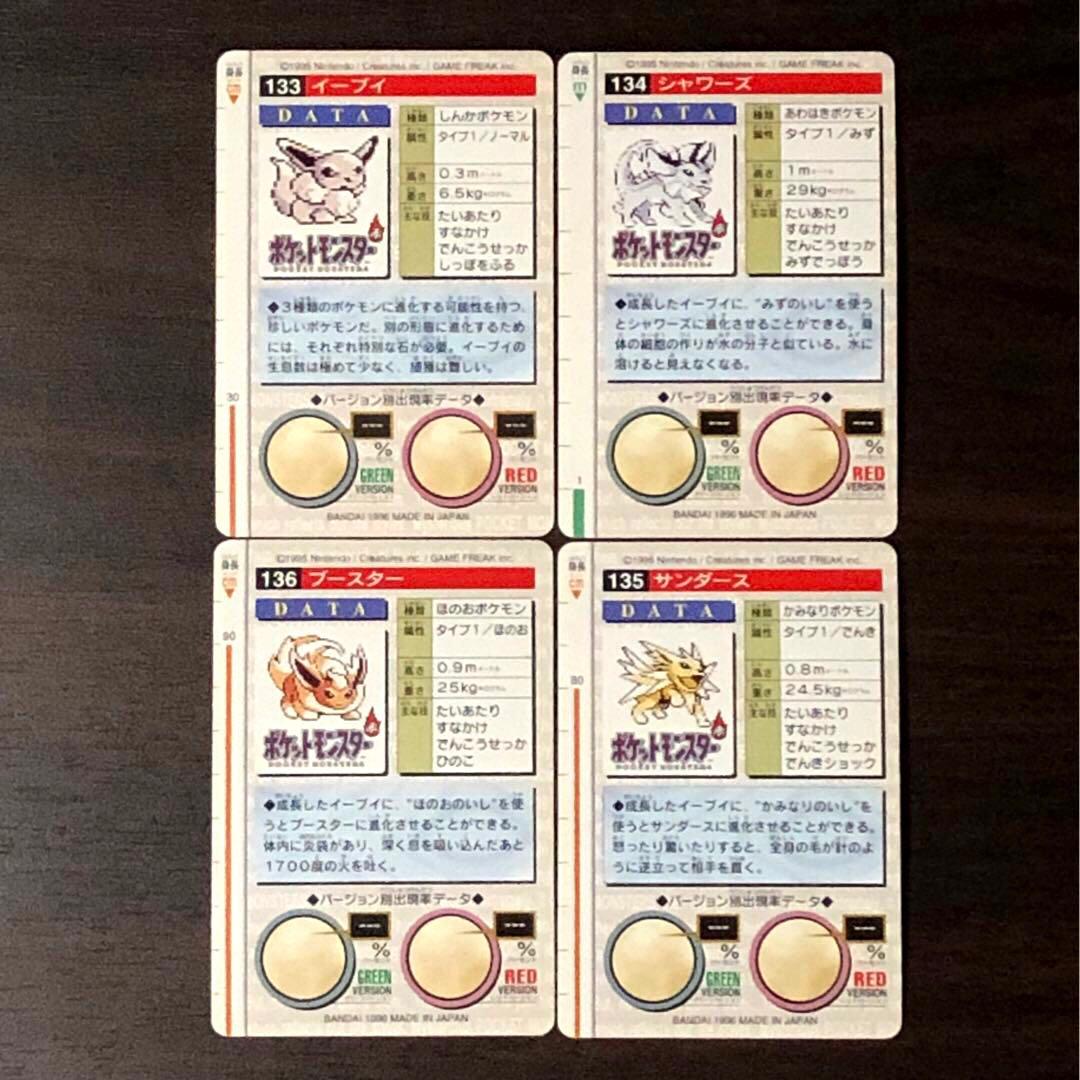 ©1995 Nintendo / Creatures inc. / GAME FREAK inc.
身長
cm
133 イーブイ
DATA
ポケットモンスター
POCKET MONSTERS
種類 しんかポケモン
属性 タイプ1/ノーマル
高さ 0.3m
重さ 6.5kg
主な技 たいあたり
すなかけ
でんこうせっか
しっぽをふる
◆3種類のポケモンに進化する可能性を持つ、
珍しいポケモンだ。別の形態に進化するため
には、それぞれ特別な石が必要。イーブイの
生息数は極めて少なく、捕獲は難しい。
30
◆バージョン別出現率データ◆
---
%
GREEN
VERSION
---
%
RED
VERSION
BANDAI 1996 MADE IN JAPAN
©1995 Nintendo / Creatures inc. / GAME FREAK inc.
身長
m
134 シャワーズ
DATA
ポケットモンスター
POCKET MONSTERS
種類 あわはきポケモン
属性 タイプ1/みず
高さ 1m
重さ 29kg
主な技 たいあたり
すなかけ
でんこうせっか
みずでっぽう
◆成長したイーブイに、“みずのいし”を使う
とシャワーズに進化させることができる。身
体の細胞の作りが水の分子と似ている。水に
溶けると見えなくなる。
1
◆バージョン別出現率データ◆
---
%
GREEN
VERSION
---
%
RED
VERSION
BANDAI 1996 MADE IN JAPAN
©1995 Nintendo / Creatures inc. / GAME FREAK inc.
身長
cm
136 ブースター
DATA
ポケットモンスター
POCKET MONSTERS
種類 ほのおポケモン
属性 タイプ1/ほのお
高さ 0.9m
重さ 25kg
主な技 たいあたり
すなかけ
でんこうせっか
ひのこ
90
◆成長したイーブイに、“ほのおのいし”を使
うとブースターに進化させることができる。
体内に炎袋があり、深く息を吸い込んだあと
1700度の火を吐く。
◆バージョン別出現率データ◆
---
%
GREEN
VERSION
---
%
RED
VERSION
BANDAI 1996 MADE IN JAPAN
©1995 Nintendo / Creatures inc. / GAME FREAK inc.
身長
cm
135 サンダース
DATA
ポケットモンスター
POCKET MONSTERS
種類 かみなりポケモン
属性 タイプ1/でんき
高さ 0.8m
重さ 24.5kg
主な技 たいあたり
すなかけ
でんこうせっか
でんきショック
80
◆成長したイーブイに、“かみなりのいし”を
使うとサンダースに進化させることができる。
怒ったり驚いたりすると、全身の毛が針のよ
うに逆立って相手を貫く。
◆バージョン別出現率データ◆
---
%
GREEN
VERSION
---
%
RED
VERSION
BANDAI 1996 MADE IN JAPAN